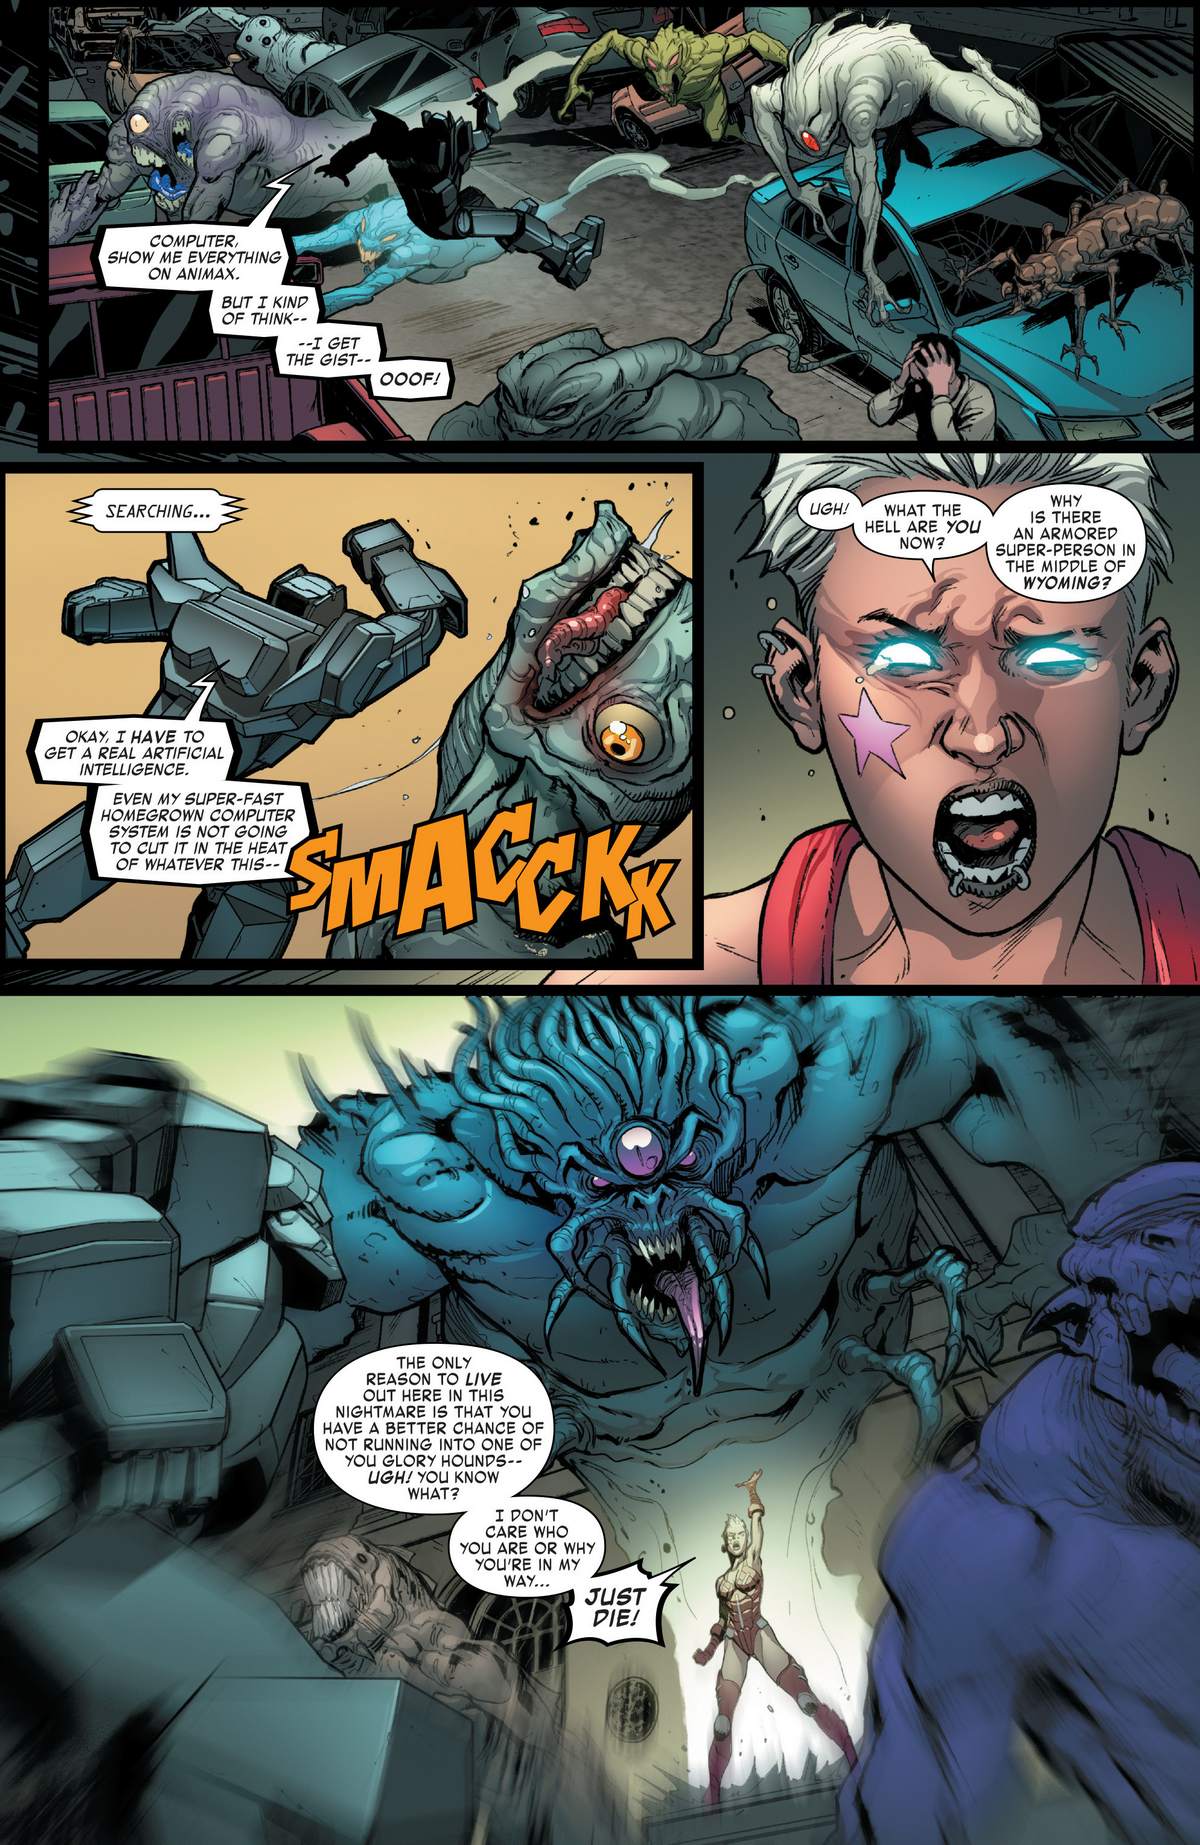 COMPUTER,
SHOW ME EVERYTHING
ON ANIMAX.
BUT I KIND
OF THINK--
--I GET
THE GIST--
OOOF!
SEARCHING...
OKAY, I HAVE TO
GET A REAL ARTIFICIAL
INTELLIGENCE.
EVEN MY SUPER-FAST
HOMEGROWN COMPUTER
SYSTEM IS NOT GOING
TO CUT IT IN THE HEAT
OF WHATEVER THIS--
SMACCKK
UGH!
WHAT THE
HELL ARE YOU
NOW?
WHY
IS THERE
AN ARMORED
SUPER-PERSON IN
THE MIDDLE OF
WYOMING?
THE ONLY
REASON TO LIVE
OUT HERE IN THIS
NIGHTMARE IS THAT YOU
HAVE A BETTER CHANCE OF
NOT RUNNING INTO ONE OF
YOU GLORY HOUNDS--
UGH! YOU KNOW
WHAT?
I DON'T
CARE WHO
YOU ARE OR WHY
YOU'RE IN MY
WAY...
JUST
DIE!